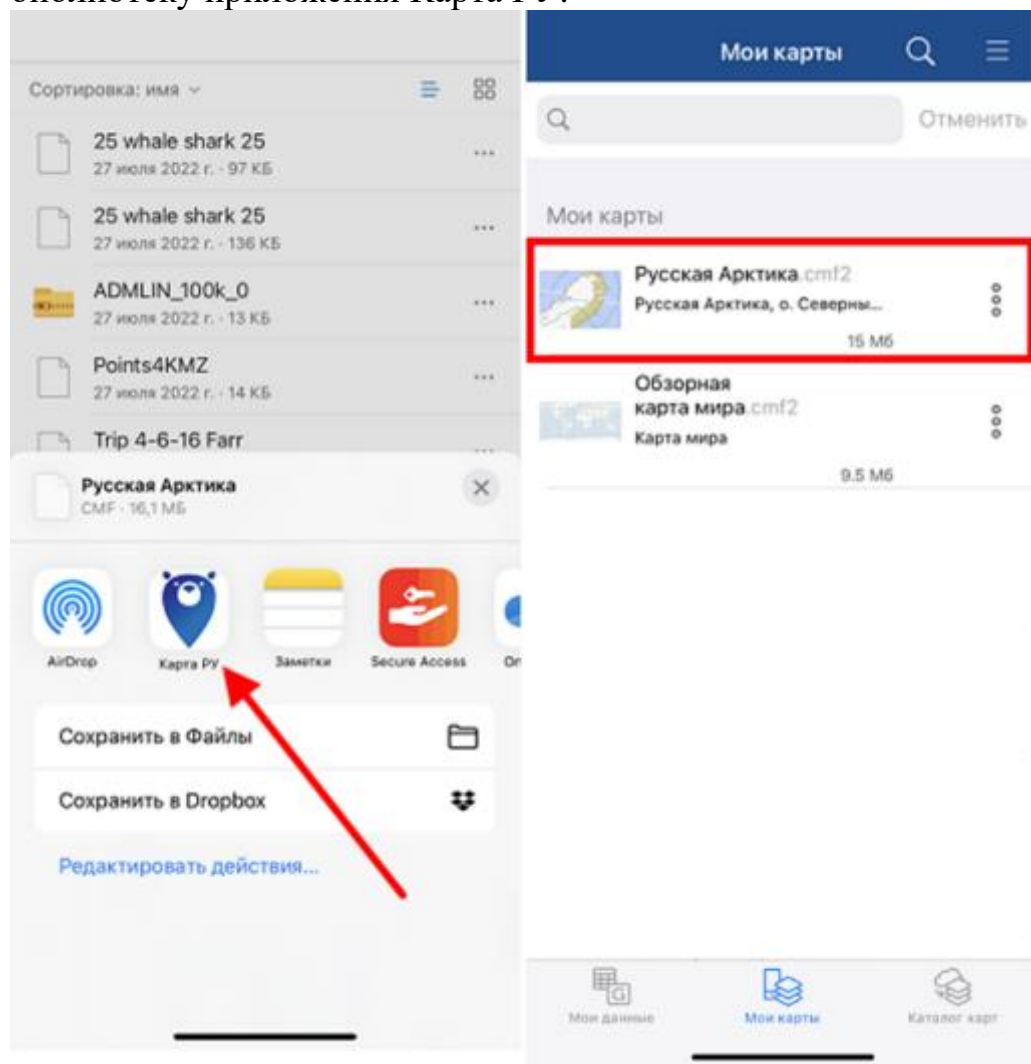 библиотеку приложения Карта РУ.
Сортировка: имя
25 whale shark 25
27 июля 2022 г. - 97 КБ
25 whale shark 25
27 июля 2022 г. - 136 КБ
ADMLIN_100k_0
27 июля 2022 г. - 13 КБ
Points4KMZ
27 июля 2022 г. - 14 КБ
Trip 4-6-16 Farr
Русская Арктика
CMF - 16,1 МБ
AirDrop
Карта РУ
Заметки
Secure Access
Сохранить в Файлы
Сохранить в Dropbox
Редактировать действия...
Мои карты
Отменить
Мои карты
Русская Арктика.cmf2
Русская Арктика, о. Северны...
15 Мб
Обзорная
карта мира.cmf2
Карта мира
9.5 Мб
Мои данные
Мои карты
Каталог карт